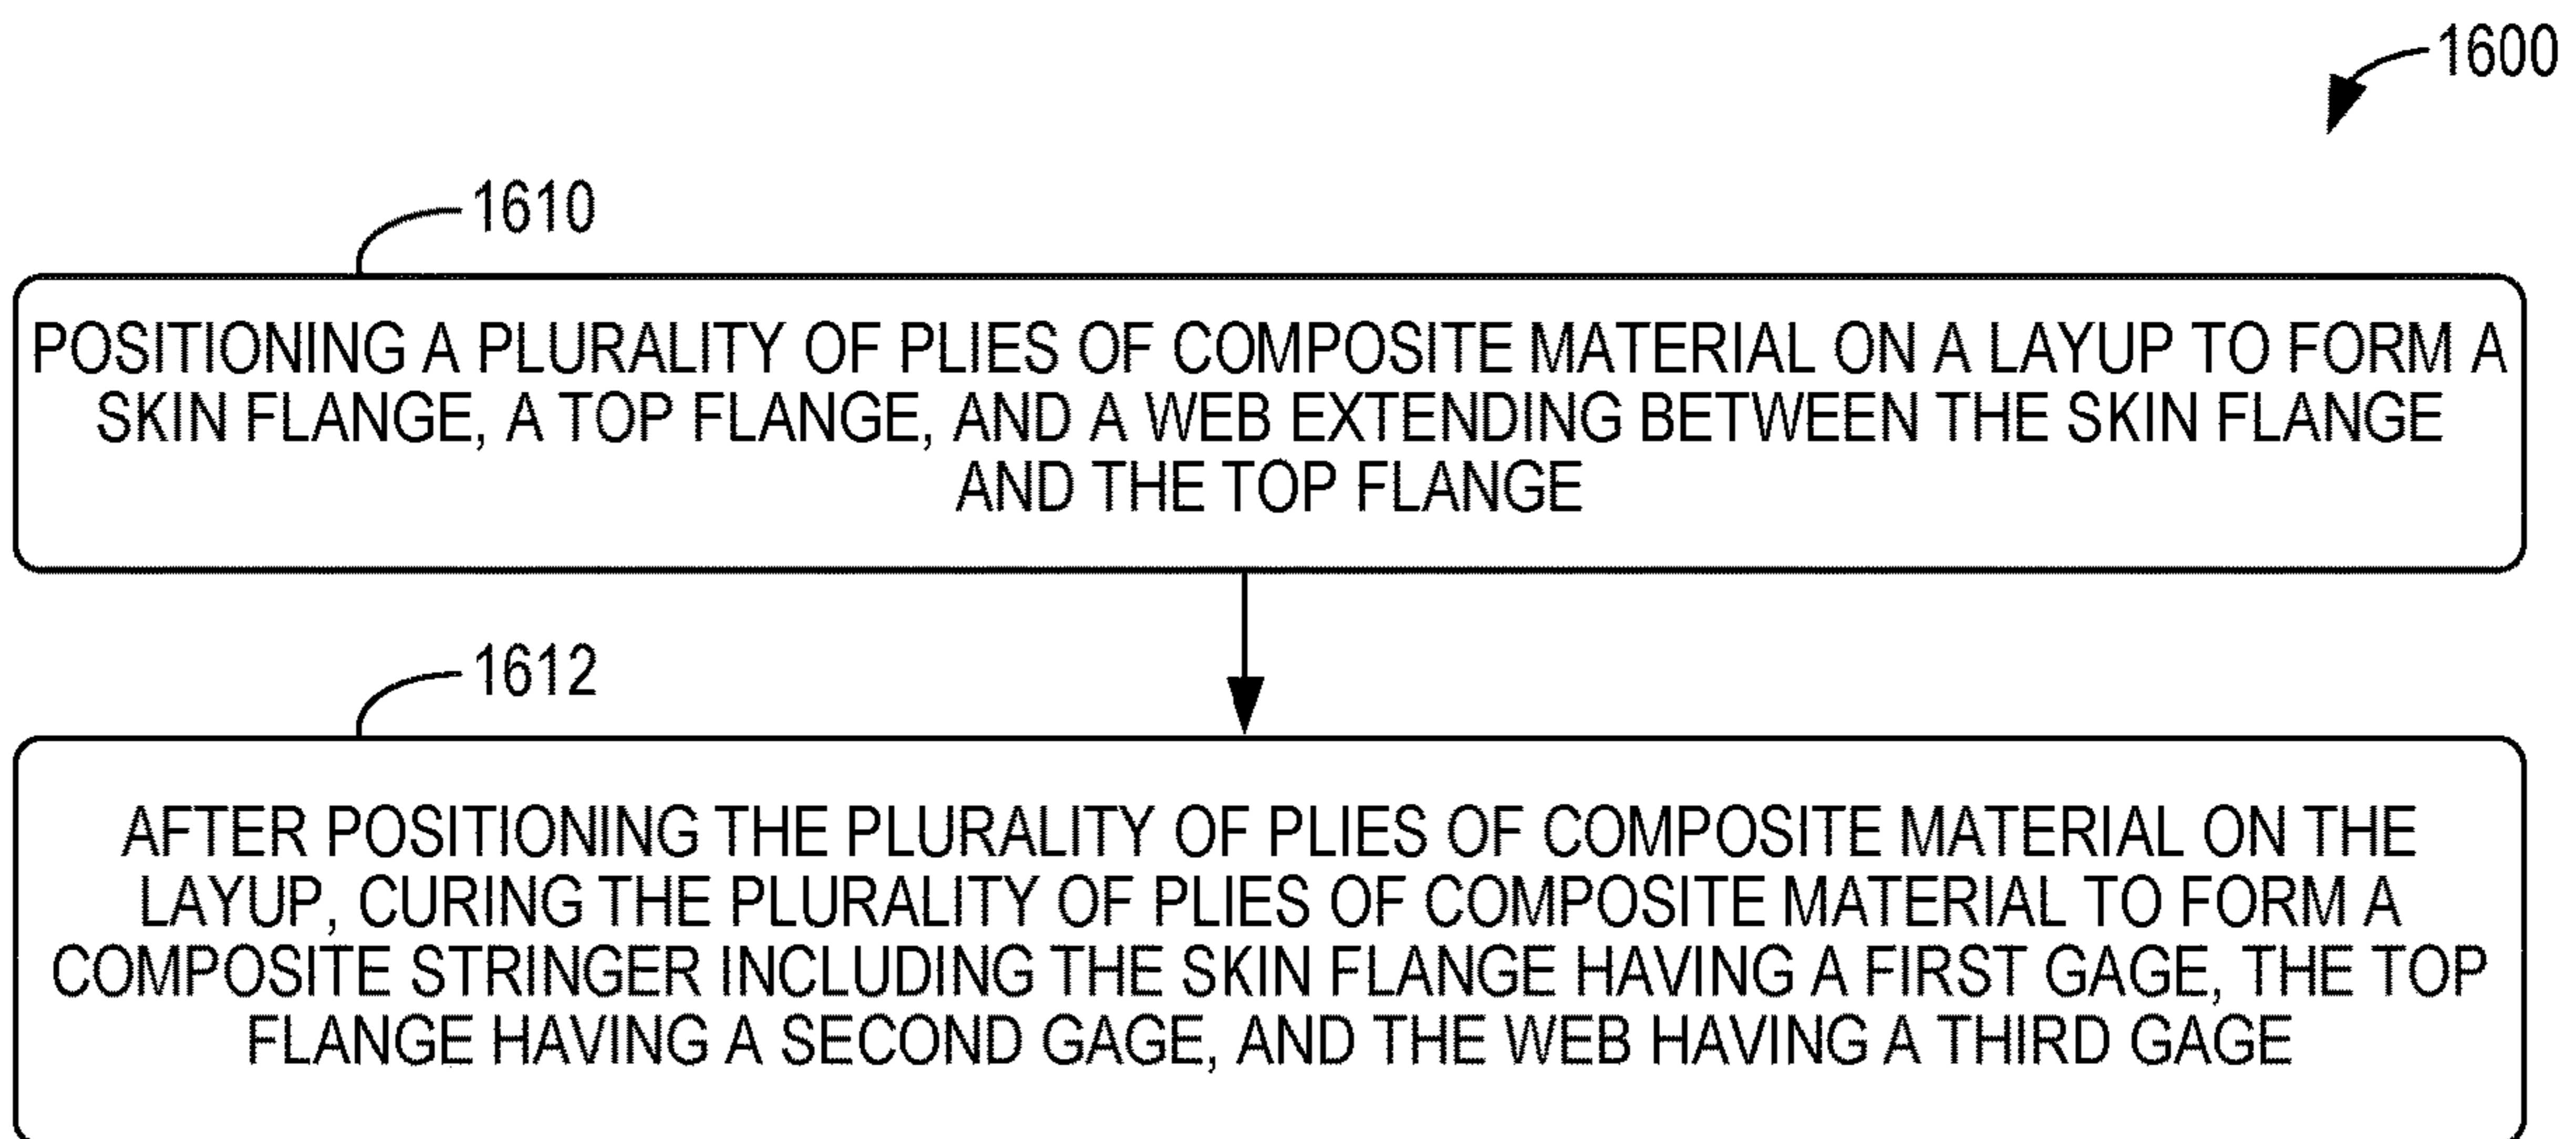 1600
1610
POSITIONING A PLURALITY OF PLIES OF COMPOSITE MATERIAL ON A LAYUP TO FORM A
SKIN FLANGE, A TOP FLANGE, AND A WEB EXTENDING BETWEEN THE SKIN FLANGE
AND THE TOP FLANGE
1612
AFTER POSITIONING THE PLURALITY OF PLIES OF COMPOSITE MATERIAL ON THE
LAYUP, CURING THE PLURALITY OF PLIES OF COMPOSITE MATERIAL TO FORM A
COMPOSITE STRINGER INCLUDING THE SKIN FLANGE HAVING A FIRST GAGE, THE TOP
FLANGE HAVING A SECOND GAGE, AND THE WEB HAVING A THIRD GAGE